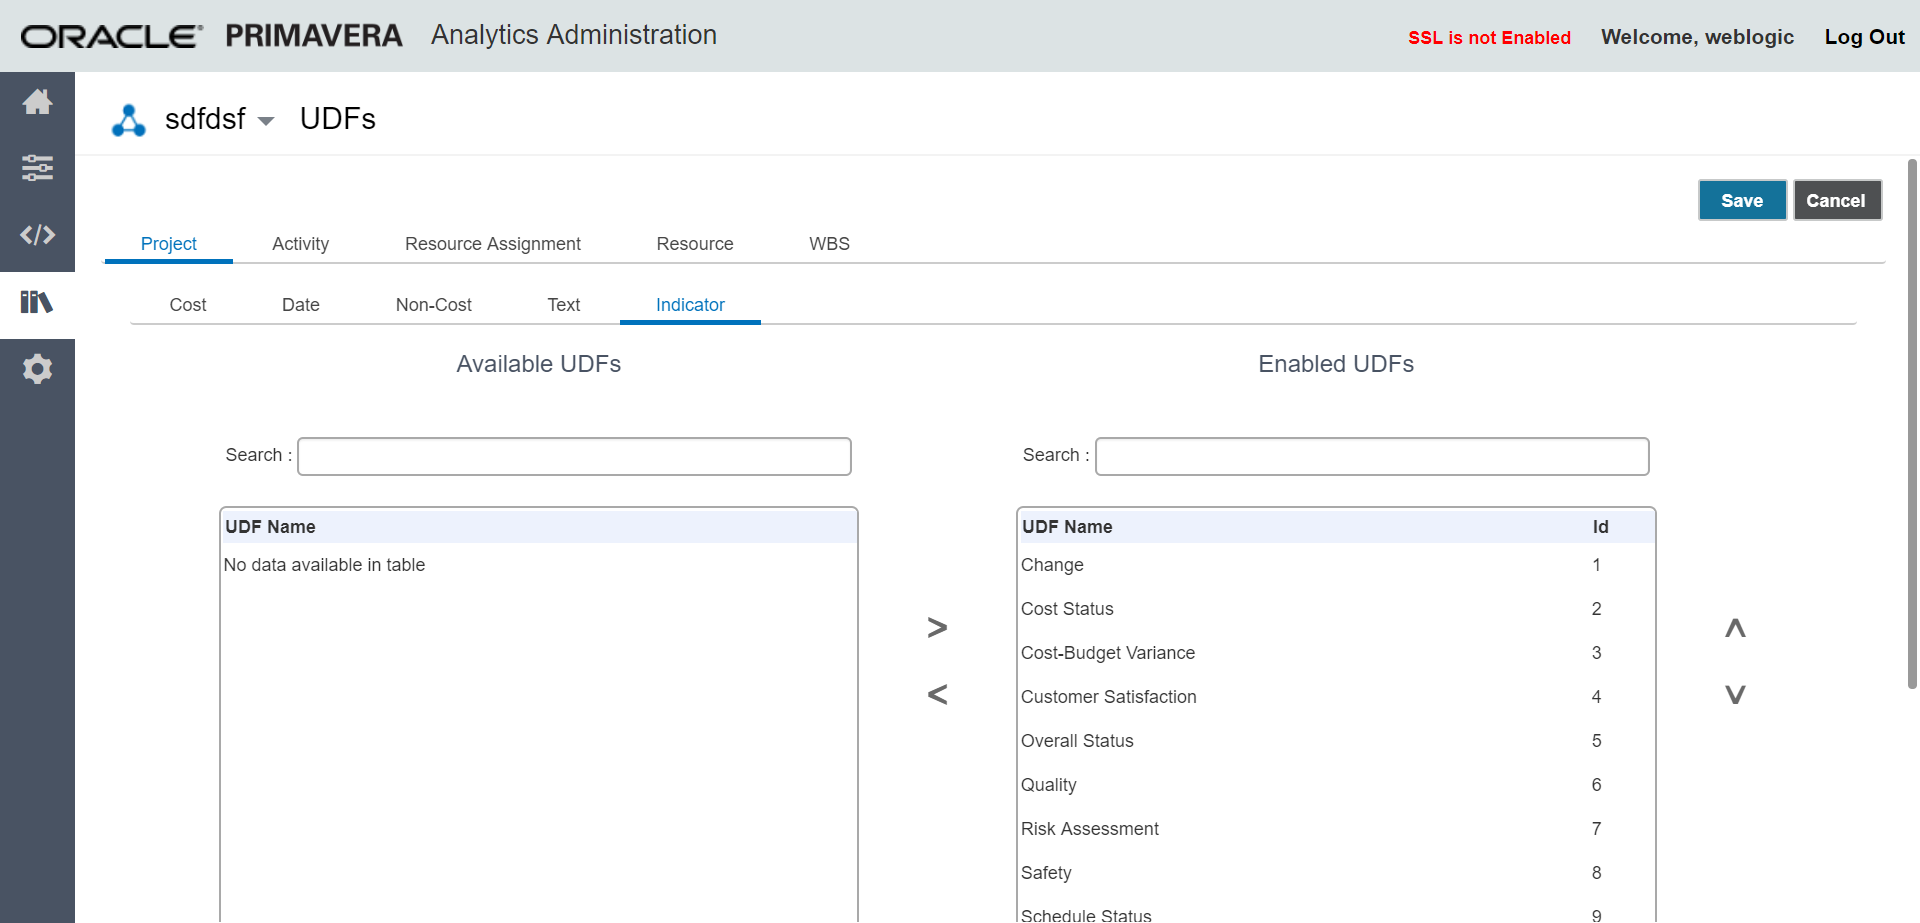 ORACLE® PRIMAVERA Analytics Administration SSL is not Enabled Welcome, weblogic Log Out
sdfdsf UDFs
Save Cancel
Project Activity Resource Assignment Resource WBS
Cost Date Non-Cost Text Indicator
Available UDFs Enabled UDFs
Search : Search :
UDF Name UDF Name Id
No data available in table Change 1
Cost Status 2
> ∧
Cost-Budget Variance 3
< Customer Satisfaction 4 ∨
Overall Status 5
Quality 6
Risk Assessment 7
Safety 8
Schedule Status 9